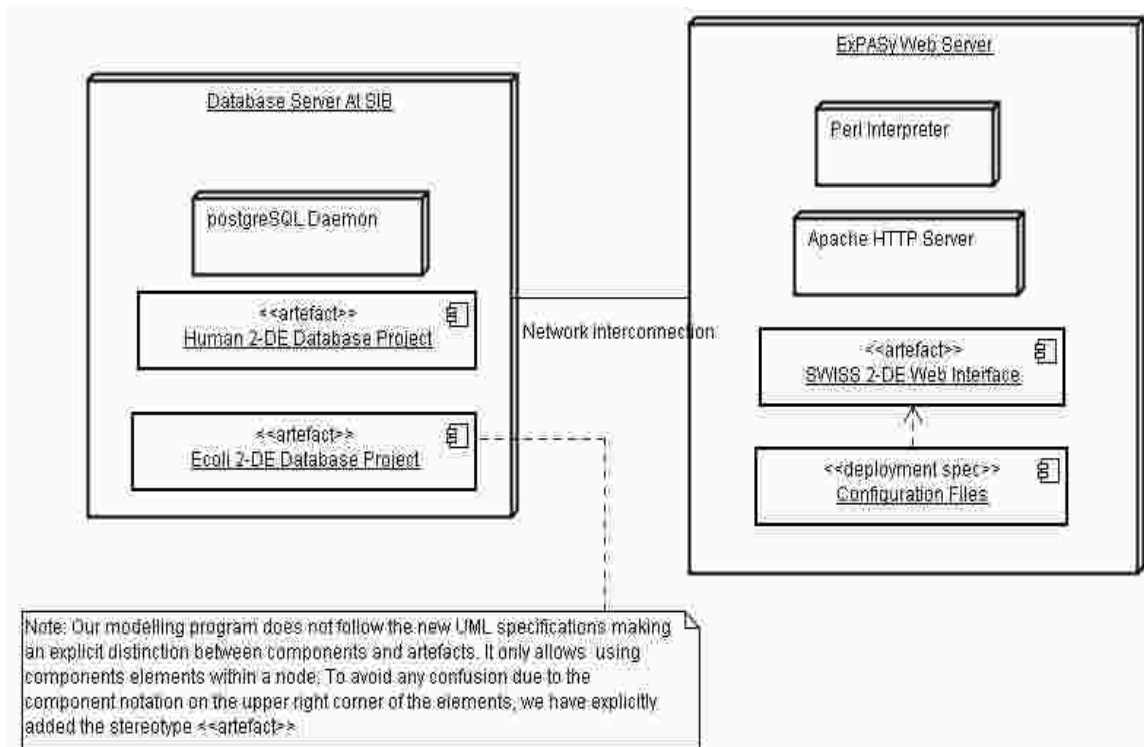 Database Server At SIB
postgreSQL Daemon
<<artefact>>
Human 2-DE Database Project
<<artefact>>
Ecoli 2-DE Database Project
Network interconnection
ExPASy Web Server
Perl Interpreter
Apache HTTP Server
<<artefact>>
SWISS 2-DE Web Interface
<<deployment spec>>
Configuration Files
Note: Our modelling program does not follow the new UML specifications making
an explicit distinction between components and artefacts. It only allows using
components elements within a node. To avoid any confusion due to the
component notation on the upper right corner of the elements, we have explicitly
added the stereotype <<artefact>>